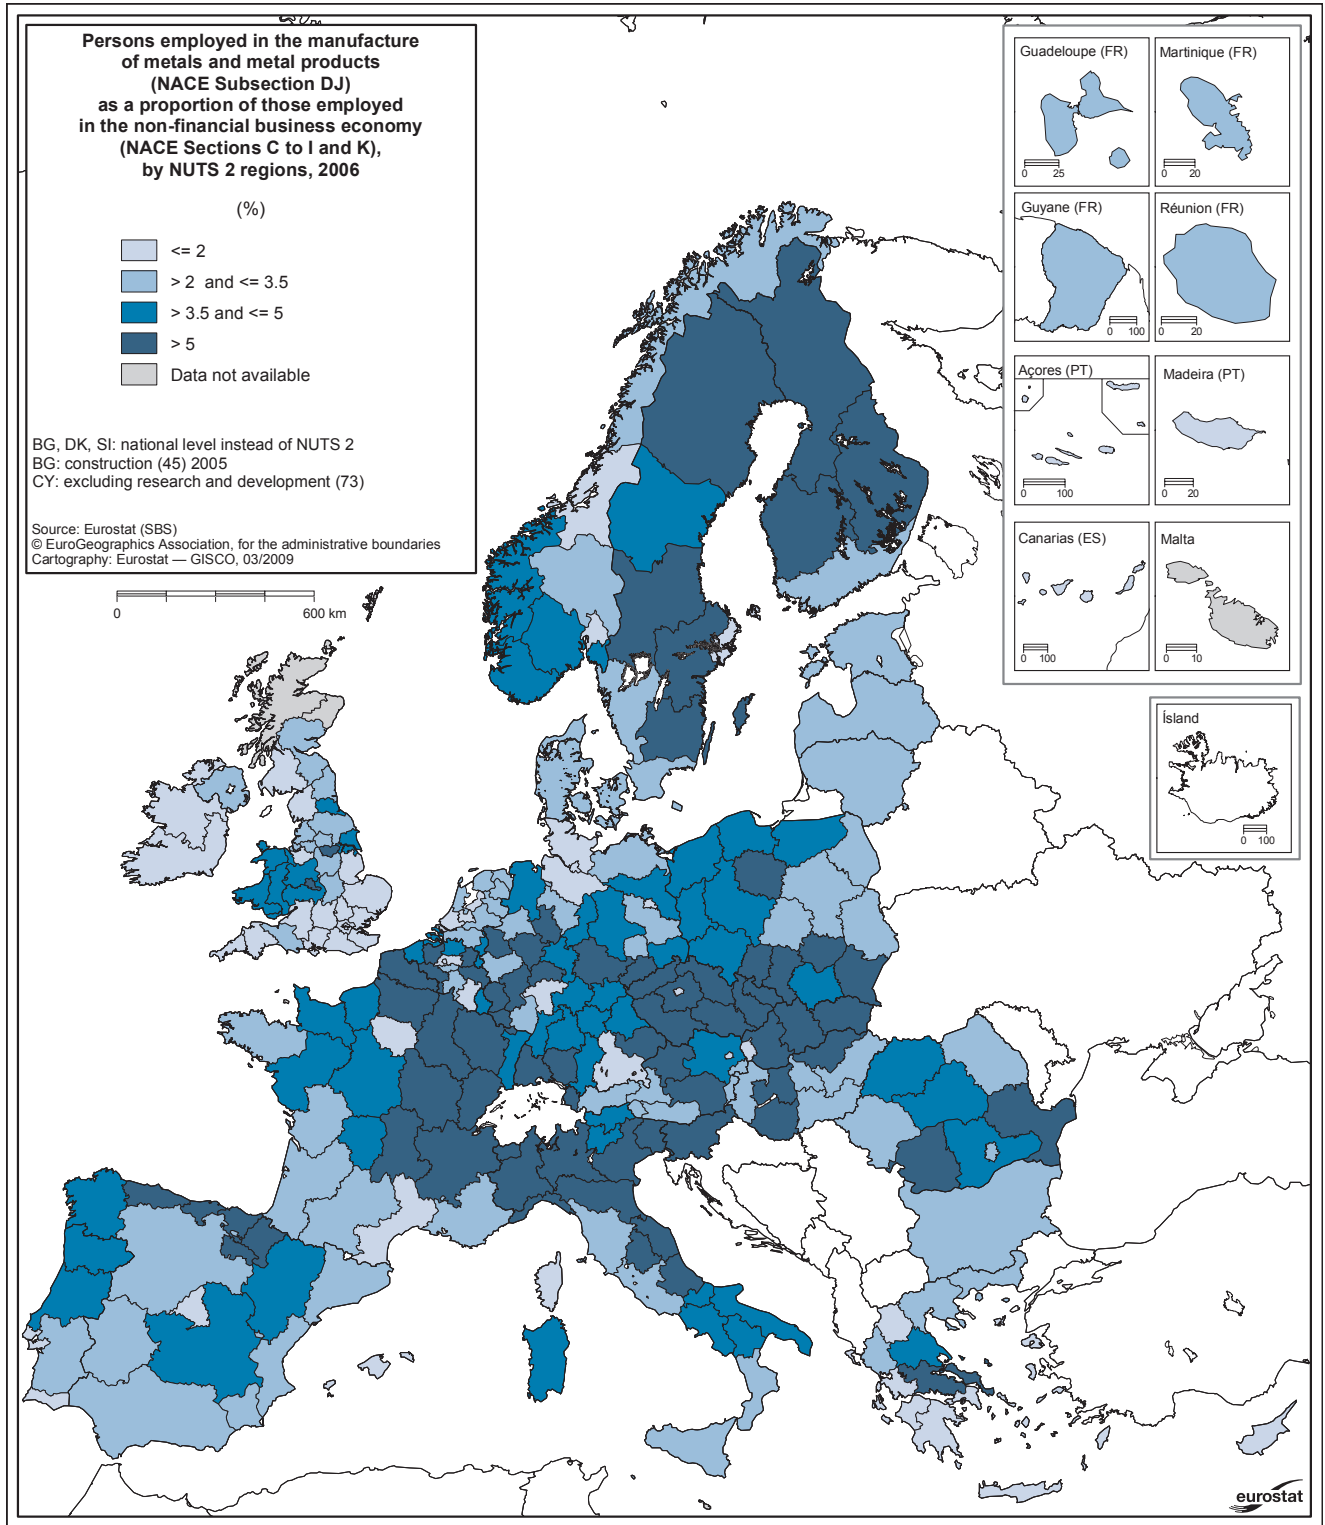 Persons employed in the manufacture
of metals and metal products
(NACE Subsection DJ)
as a proportion of those employed
in the non-financial business economy
(NACE Sections C to I and K),
by NUTS 2 regions, 2006
(%)
<= 2
> 2 and <= 3.5
> 3.5 and <= 5
> 5
Data not available
BG, DK, SI: national level instead of NUTS 2
BG: construction (45) 2005
CY: excluding research and development (73)
Source: Eurostat (SBS)
© EuroGeographics Association, for the administrative boundaries
Cartography: Eurostat — GISCO, 03/2009
0 600 km
Guadeloupe (FR)
0 25
Martinique (FR)
0 20
Guyane (FR)
0 100
Réunion (FR)
0 20
Açores (PT)
0 100
Madeira (PT)
0 20
Canarias (ES)
0 100
Malta
0 10
Ísland
0 100
eurostat